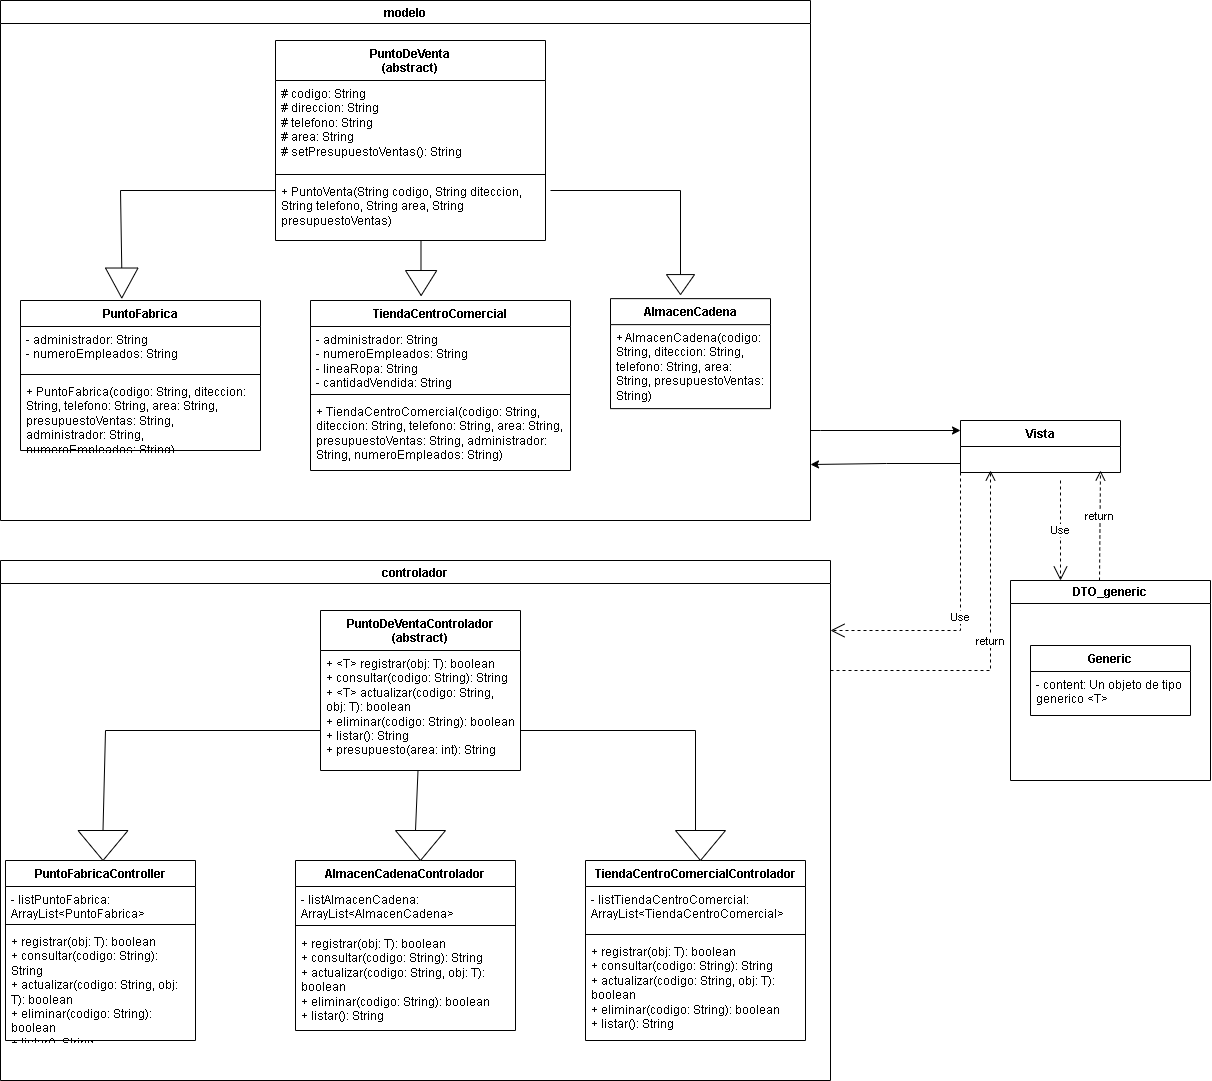 modelo
PuntoDeVenta
(abstract)
# codigo: String
# direccion: String
# telefono: String
# area: String
# setPresupuestoVentas(): String
+ PuntoVenta(String codigo, String diteccion,
String telefono, String area, String
presupuestoVentas)
PuntoFabrica
- administrador: String
- numeroEmpleados: String
+ PuntoFabrica(codigo: String, diteccion:
String, telefono: String, area: String,
presupuestoVentas: String,
administrador: String,
numeroEmpleados: String)
TiendaCentroComercial
- administrador: String
- numeroEmpleados: String
- lineaRopa: String
- cantidadVendida: String
+ TiendaCentroComercial(codigo: String,
diteccion: String, telefono: String, area: String,
presupuestoVentas: String, administrador:
String, numeroEmpleados: String)
AlmacenCadena
+ AlmacenCadena(codigo:
String, diteccion: String,
telefono: String, area:
String, presupuestoVentas:
String)
Vista
Use
return
Use
return
DTO_generic
Generic
- content: Un objeto de tipo
generico <T>
controlador
PuntoDeVentaControlador
(abstract)
+ <T> registrar(obj: T): boolean
+ consultar(codigo: String): String
+ <T> actualizar(codigo: String,
obj: T): boolean
+ eliminar(codigo: String): boolean
+ listar(): String
+ presupuesto(area: int): String
PuntoFabricaController
- listPuntoFabrica:
ArrayList<PuntoFabrica>
+ registrar(obj: T): boolean
+ consultar(codigo: String):
String
+ actualizar(codigo: String, obj:
T): boolean
+ eliminar(codigo: String):
boolean
+ listar(): String
AlmacenCadenaControlador
- listAlmacenCadena:
ArrayList<AlmacenCadena>
+ registrar(obj: T): boolean
+ consultar(codigo: String): String
+ actualizar(codigo: String, obj: T):
boolean
+ eliminar(codigo: String): boolean
+ listar(): String
TiendaCentroComercialControlador
- listTiendaCentroComercial:
ArrayList<TiendaCentroComercial>
+ registrar(obj: T): boolean
+ consultar(codigo: String): String
+ actualizar(codigo: String, obj: T):
boolean
+ eliminar(codigo: String): boolean
+ listar(): String